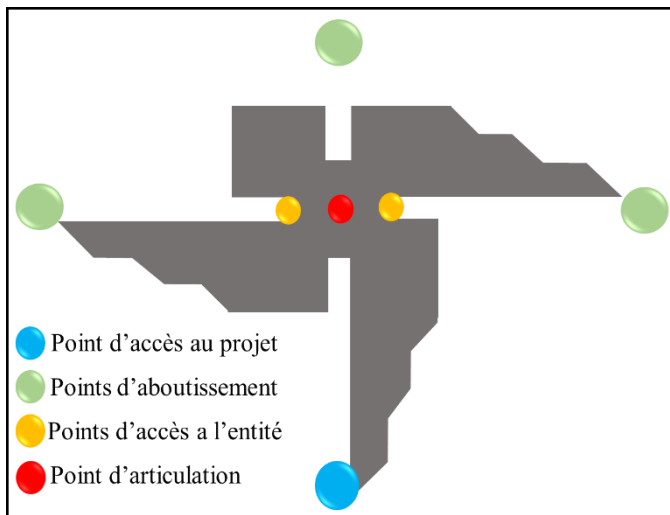 Point d'accès au projet
Points d'aboutissement
Points d'accès a l'entité
Point d'articulation